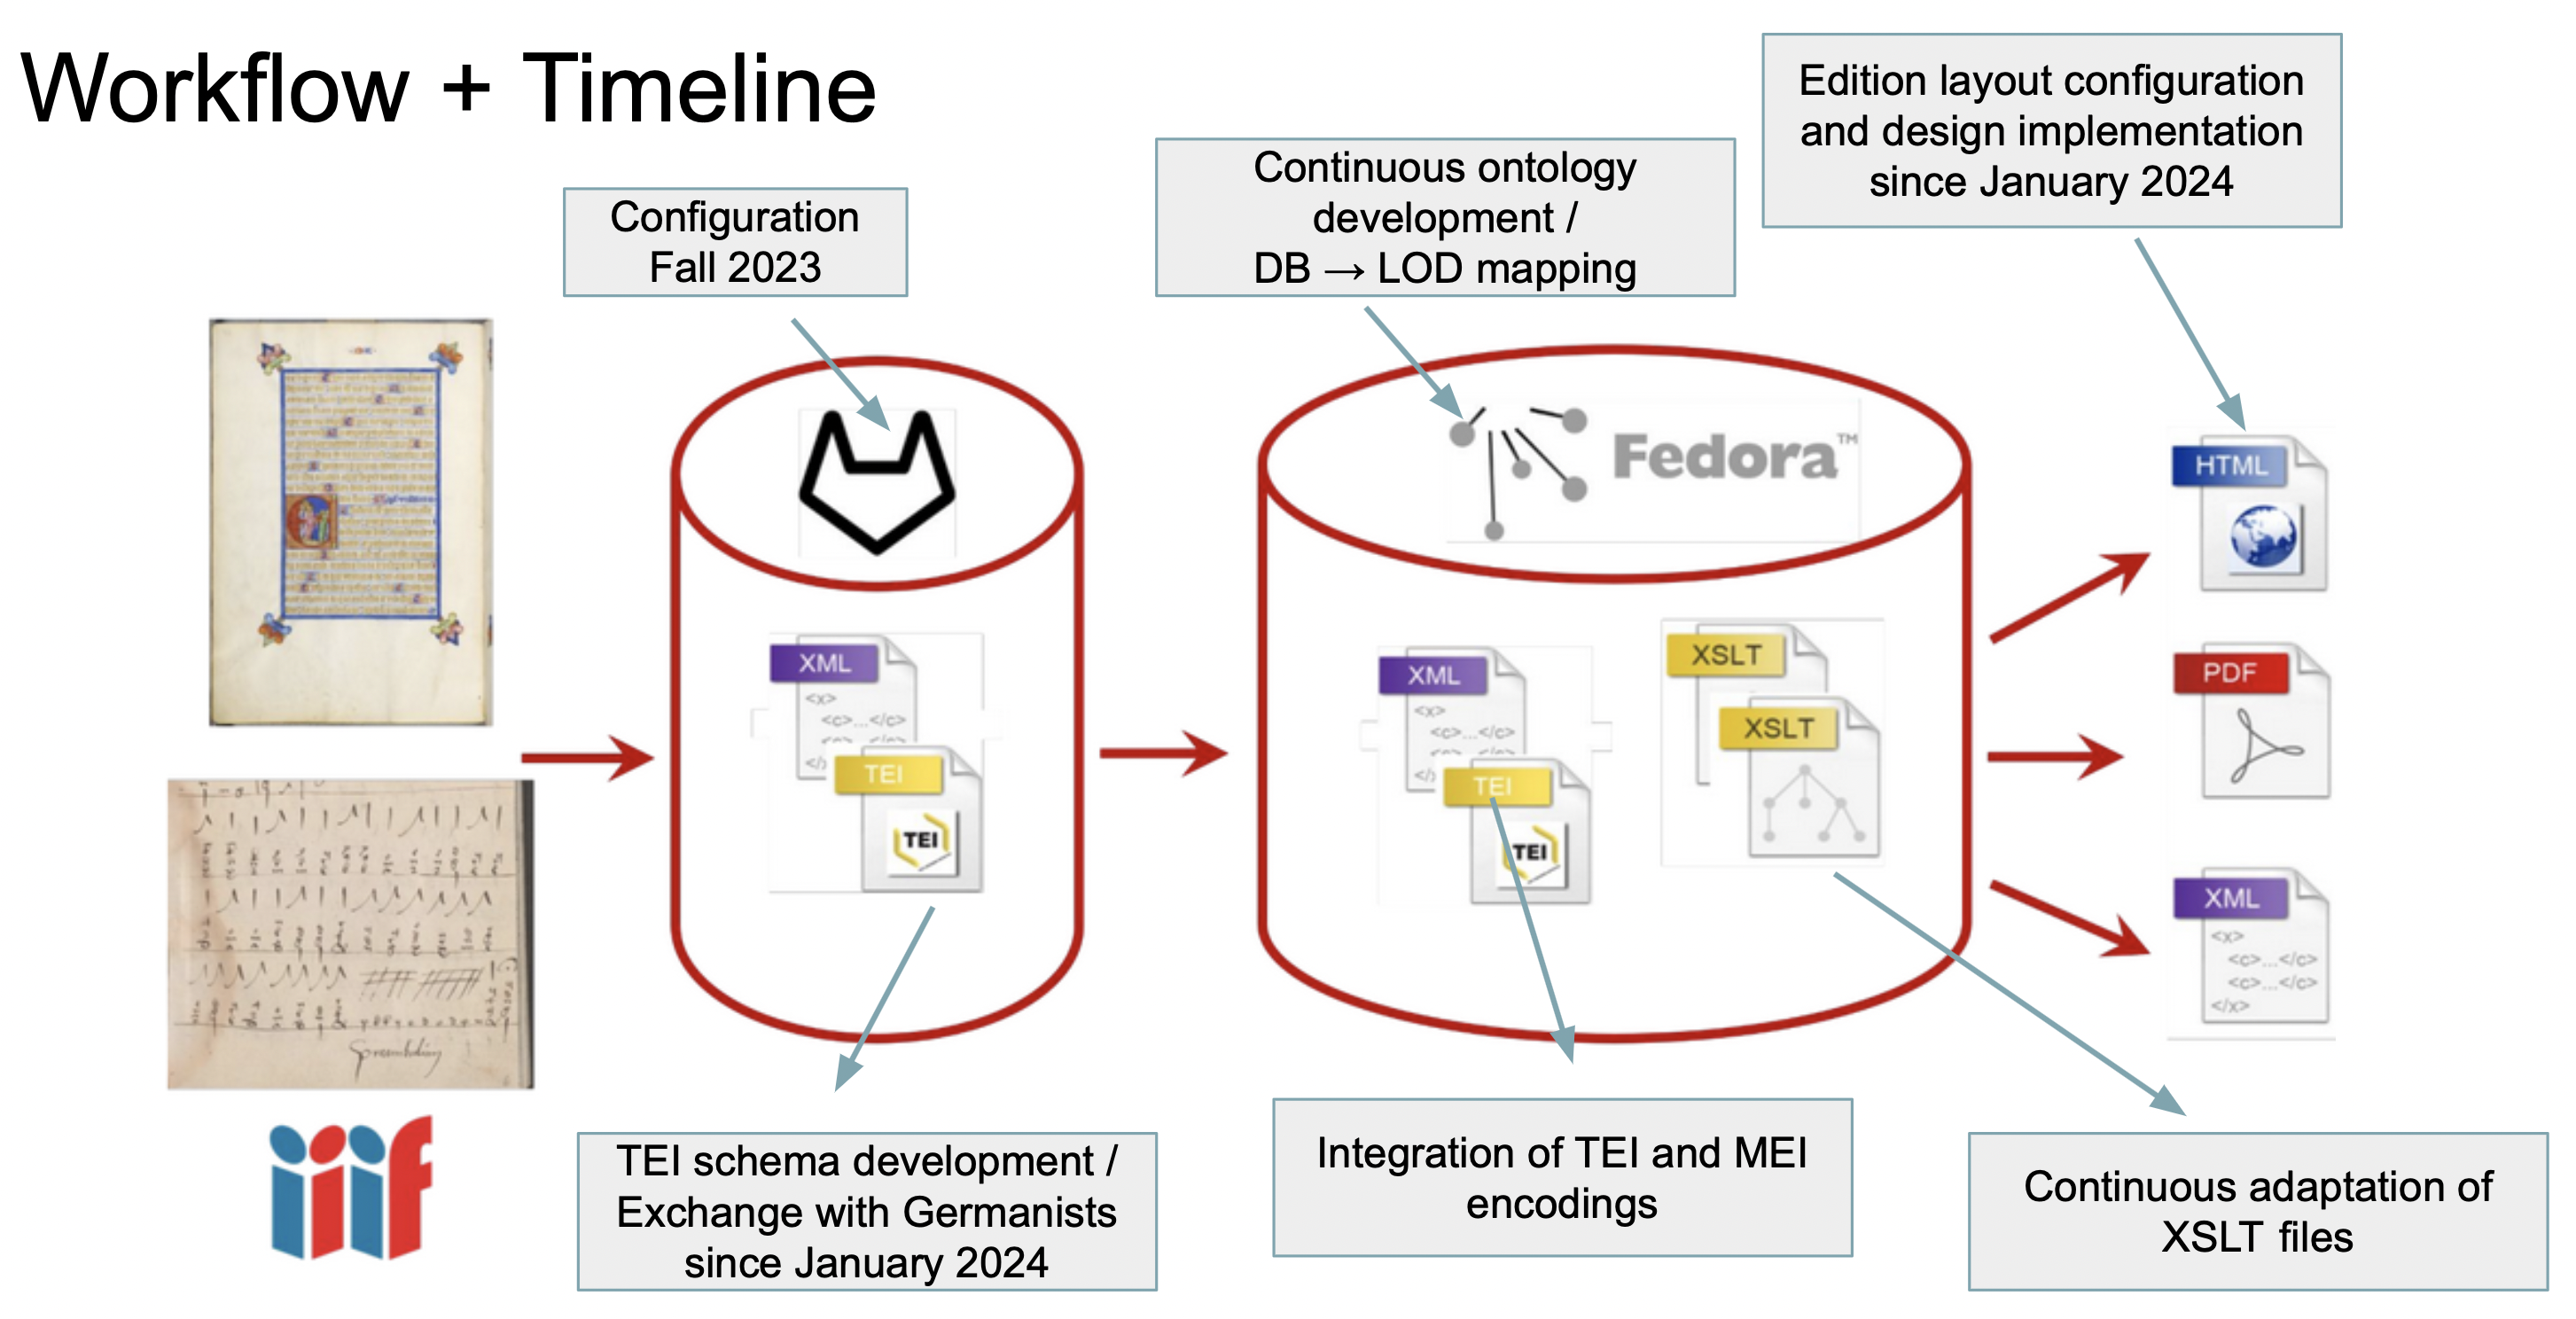 Workflow + Timeline
Configuration
Fall 2023
Continuous ontology
development /
DB → LOD mapping
Edition layout configuration
and design implementation
since January 2024
Fedora™
HTML
XML
<x>
<c>...</c>
TEI
TEI
XML
<x>
<c>...</c>
TEI
TEI
XSLT
XSLT
PDF
XML
<x>
<c>...</c>
<c>...</c>
</x>
iiif
TEI schema development /
Exchange with Germanists
since January 2024
Integration of TEI and MEI
encodings
Continuous adaptation of
XSLT files